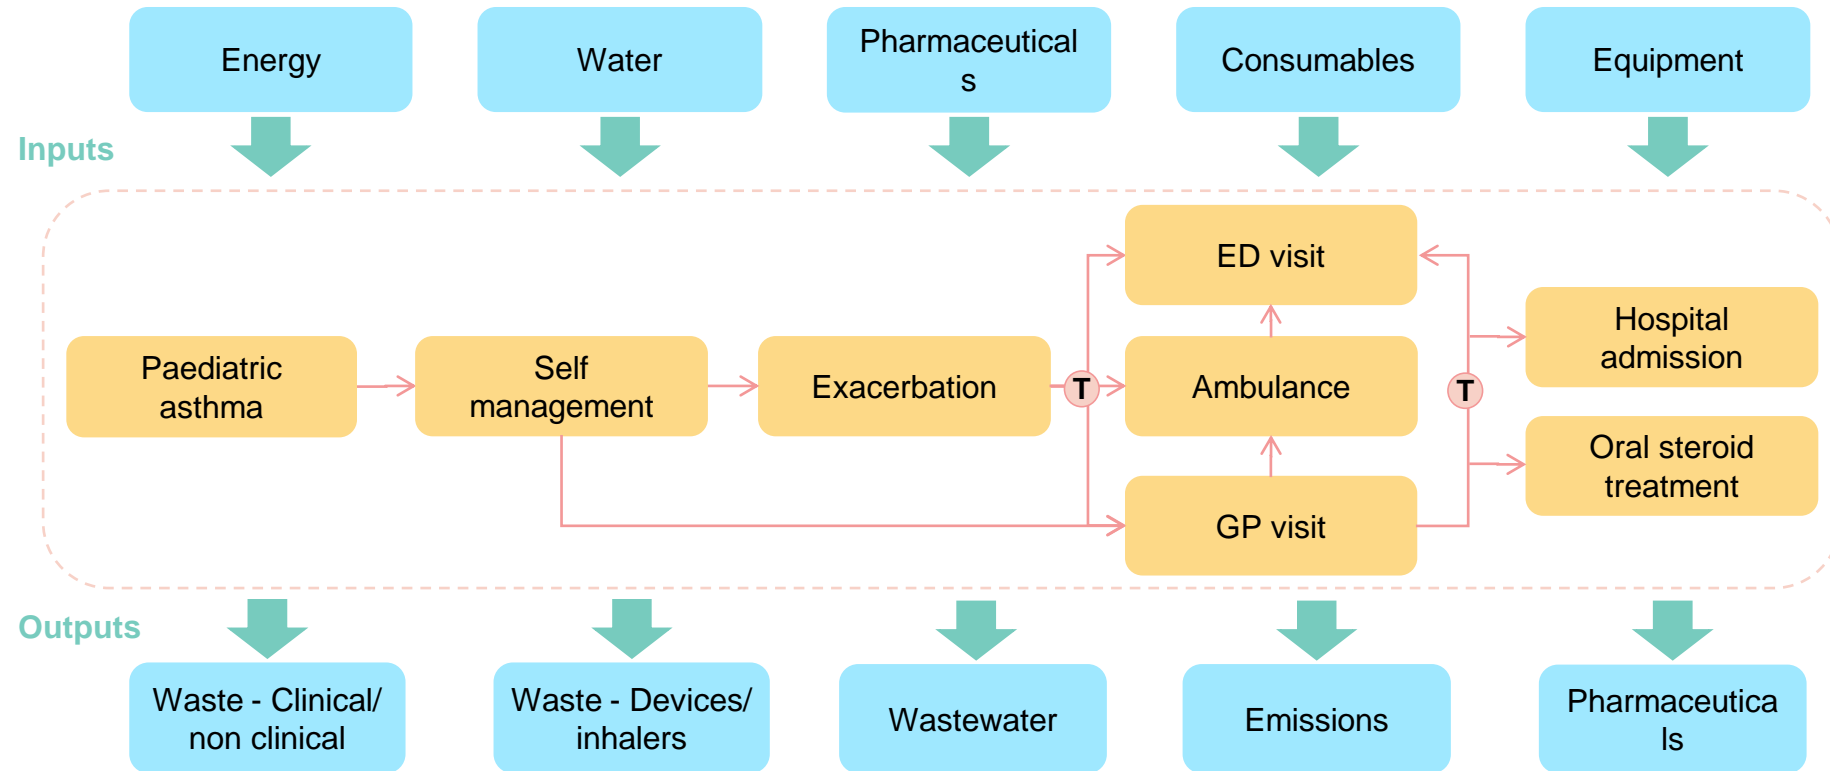 Energy
Water
Pharmaceutical
s
Consumables
Equipment
Inputs
ED visit
Hospital
admission
Paediatric
asthma
Self
management
Exacerbation
T
Ambulance
T
Oral steroid
treatment
GP visit
Outputs
Waste - Clinical/
non clinical
Waste - Devices/
inhalers
Wastewater
Emissions
Pharmaceutica
ls